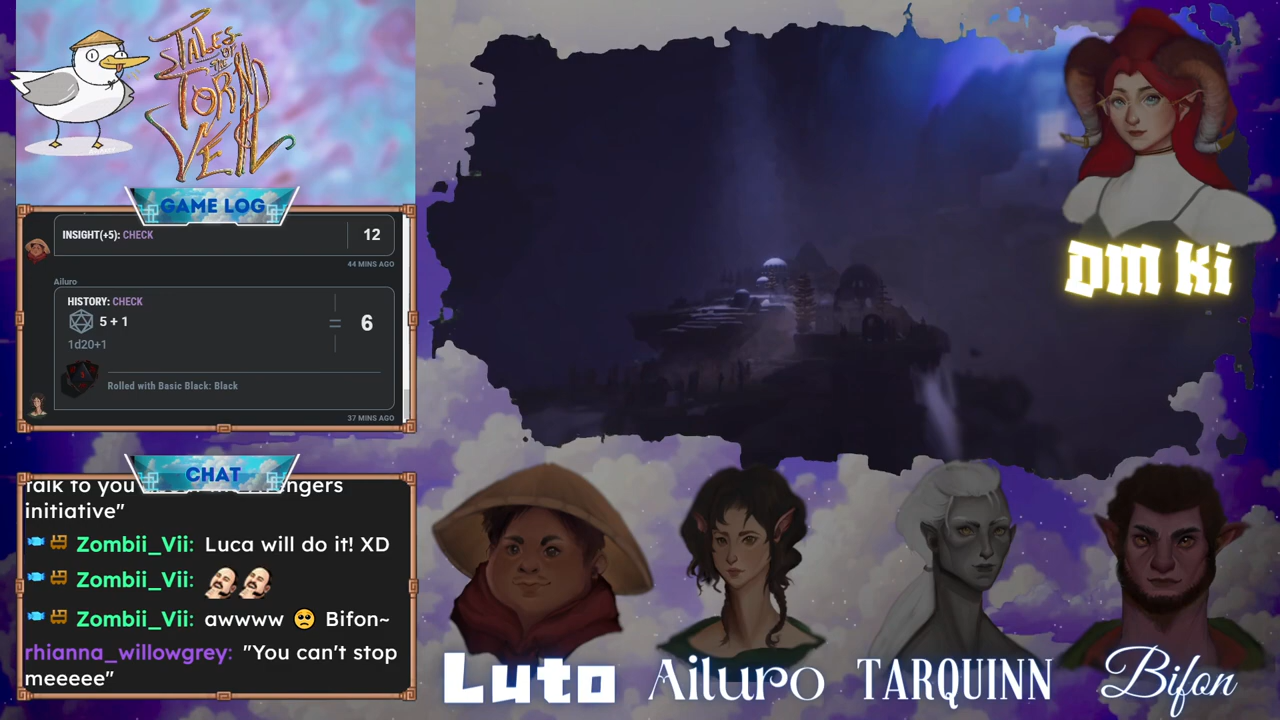 TALES
OF THE
TORN
VEIL
GAME LOG
INSIGHT(+5): CHECK
12
44 MINS AGO
Ailuro
HISTORY: CHECK
5 + 1
=
6
1d20+1
Rolled with Basic Black: Black
37 MINS AGO
CHAT
initiative"
Zombii_Vii: Luca will do it! XD
Zombii_Vii:
Zombii_Vii: awwww 🥺 Bifon~
rhianna_willowgrey: "You can't stop
meeeee"
DM Ki
Luto
Ailuro
TARQUINN
Bifon